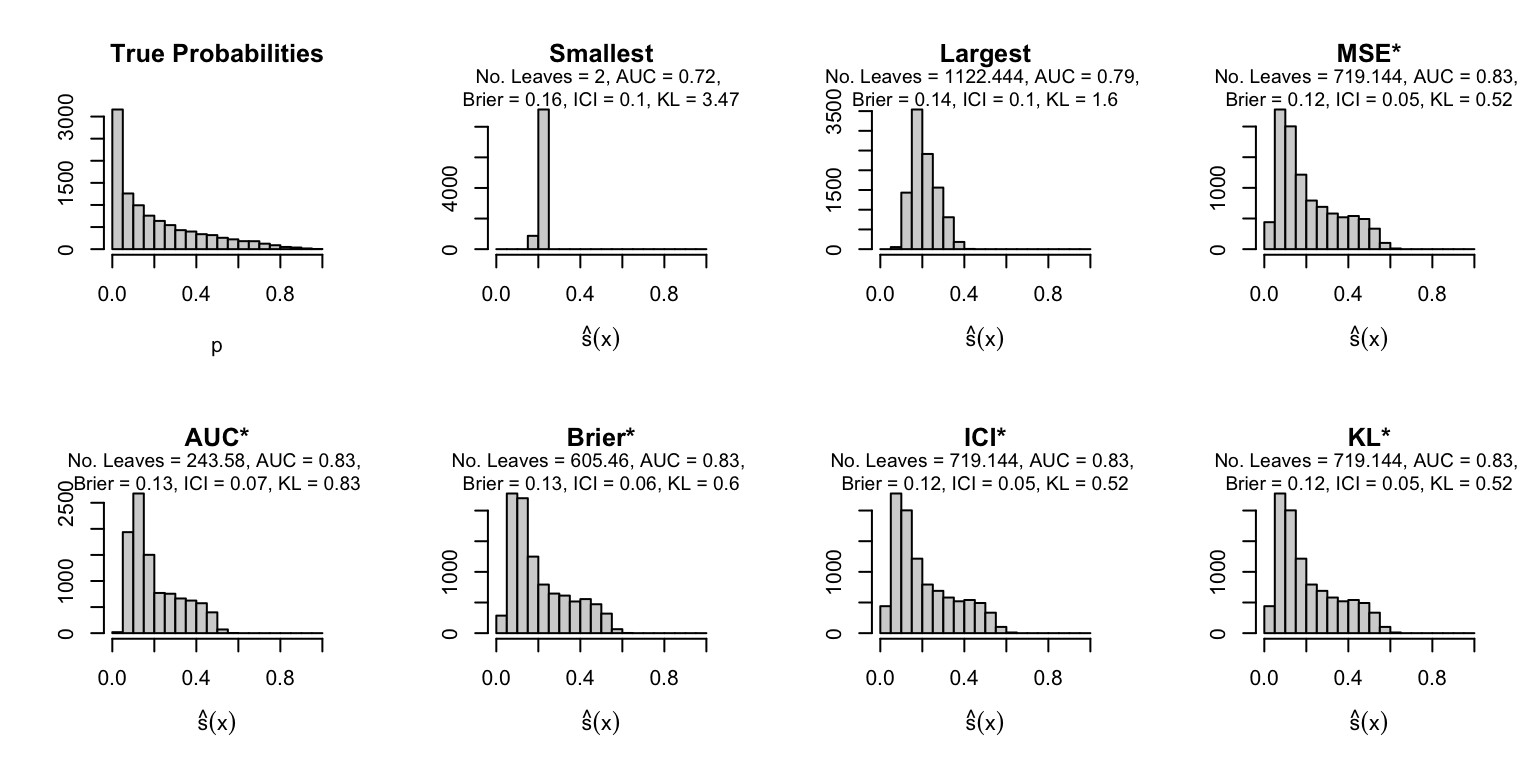 True Probabilities
3000
1500
0
0.0 0.4 0.8
p
Smallest
No. Leaves = 2, AUC = 0.72,
Brier = 0.16, ICI = 0.1, KL = 3.47
4000
0
0.0 0.4 0.8
ŝ(x)
Largest
No. Leaves = 1122.444, AUC = 0.79,
Brier = 0.14, ICI = 0.1, KL = 1.6
3500
1500
0
0.0 0.4 0.8
ŝ(x)
MSE*
No. Leaves = 719.144, AUC = 0.83,
Brier = 0.12, ICI = 0.05, KL = 0.52
1000
0
0.0 0.4 0.8
ŝ(x)
AUC*
No. Leaves = 243.58, AUC = 0.83,
Brier = 0.13, ICI = 0.07, KL = 0.83
2500
1000
0
0.0 0.4 0.8
ŝ(x)
Brier*
No. Leaves = 605.46, AUC = 0.83,
Brier = 0.13, ICI = 0.06, KL = 0.6
1000
0
0.0 0.4 0.8
ŝ(x)
ICI*
No. Leaves = 719.144, AUC = 0.83,
Brier = 0.12, ICI = 0.05, KL = 0.52
1000
0
0.0 0.4 0.8
ŝ(x)
KL*
No. Leaves = 719.144, AUC = 0.83,
Brier = 0.12, ICI = 0.05, KL = 0.52
1000
0
0.0 0.4 0.8
ŝ(x)